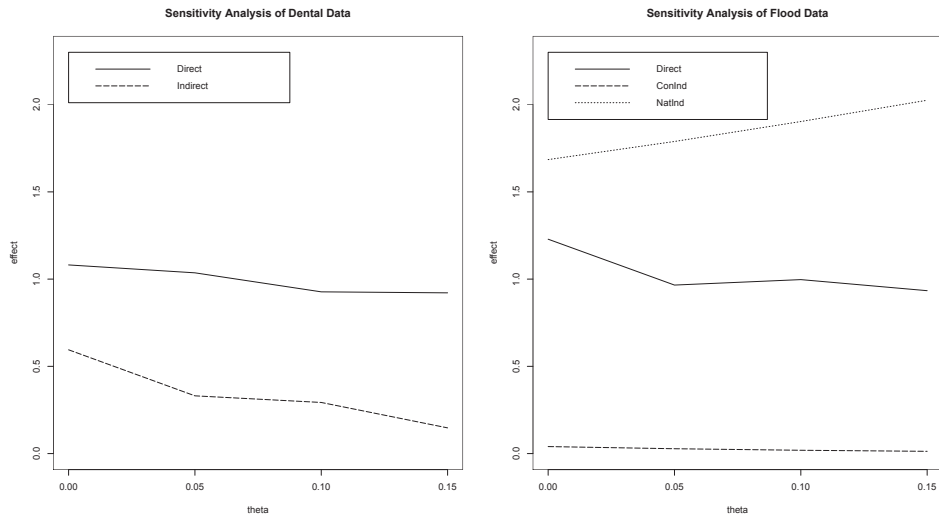 Sensitivity Analysis of Dental Data
Direct
Indirect
effect
0.0
0.5
1.0
1.5
2.0
0.00
0.05
0.10
0.15
theta
Sensitivity Analysis of Flood Data
Direct
ConInd
NatInd
effect
0.0
0.5
1.0
1.5
2.0
0.00
0.05
0.10
0.15
theta